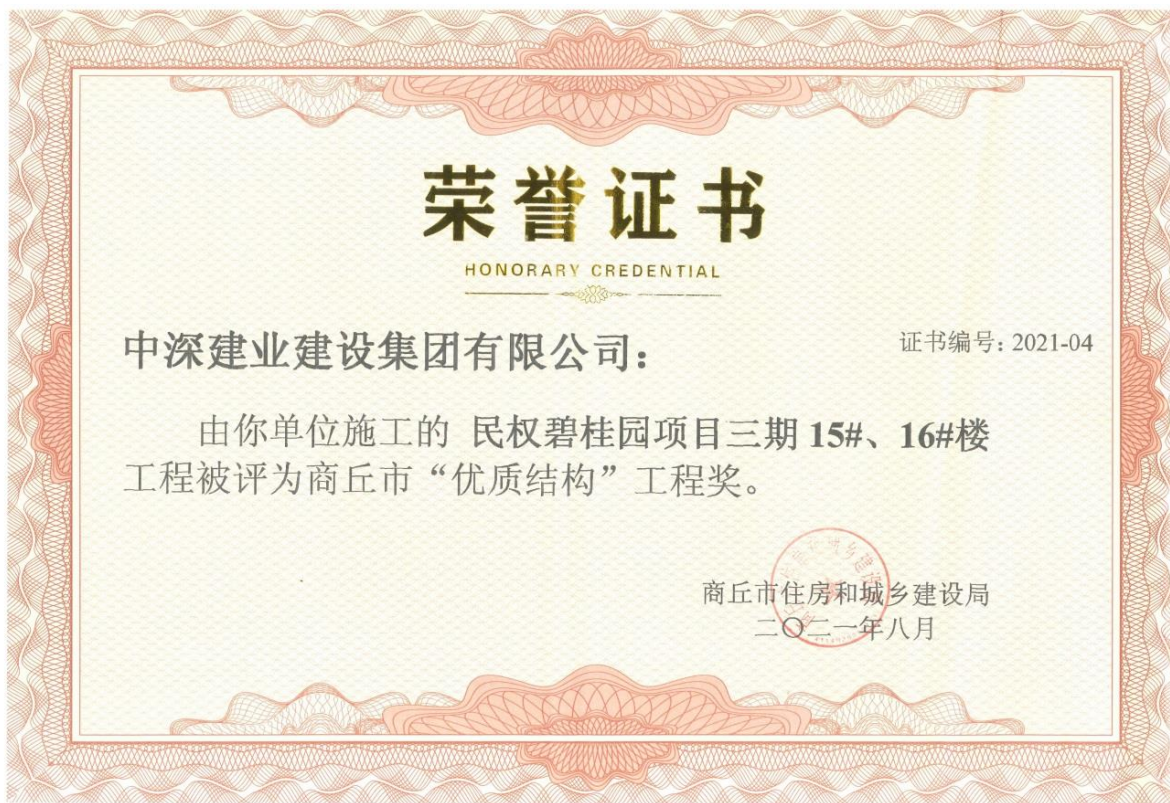 荣誉证书
HONORARY CREDENTIAL
中深建业建设集团有限公司：
证书编号: 2021-04
由你单位施工的 民权碧桂园项目三期 15#、16#楼
工程被评为商丘市“优质结构”工程奖。
商丘市住房和城乡建设局
二〇二一年八月